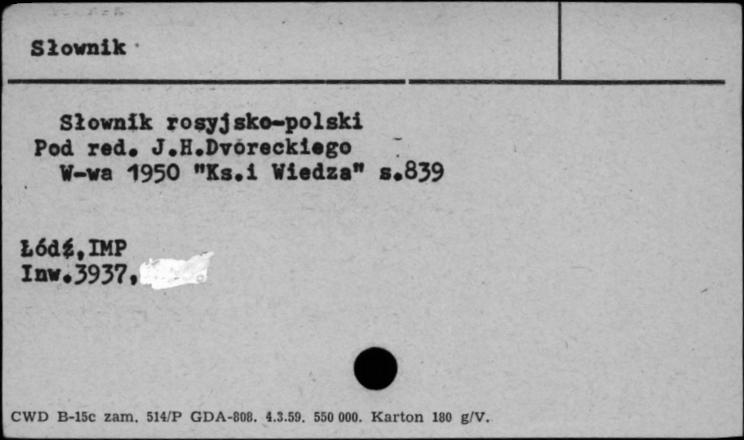 Słownik
Słownik rosyjsko-polski
Pod red. J.H.Dvoreckiego
W-wa 1950 "Ks.i Wiedza" s.839
Łódź,IMP
Inw.3937,
CWD B-15c zam. 514/P GDA-808. 4.3.59. 550 000. Karton 180 g/V.